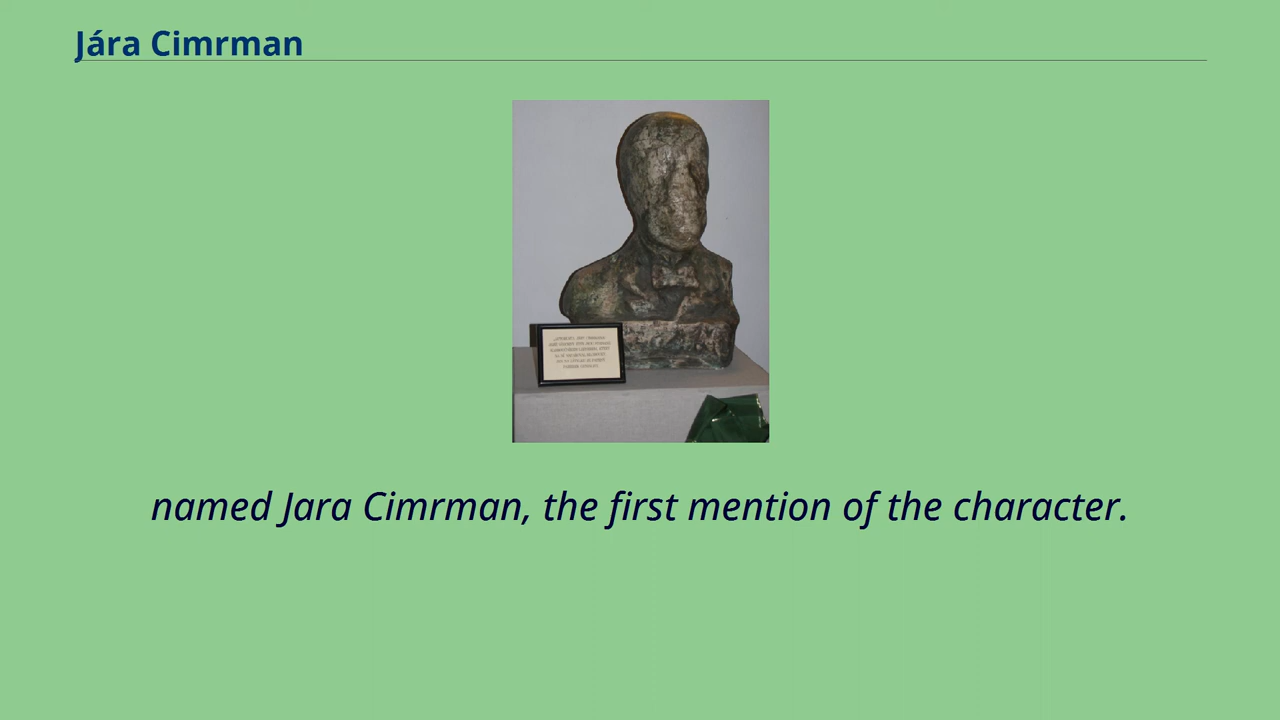 Jára Cimrman
named Jara Cimrman, the first mention of the character.